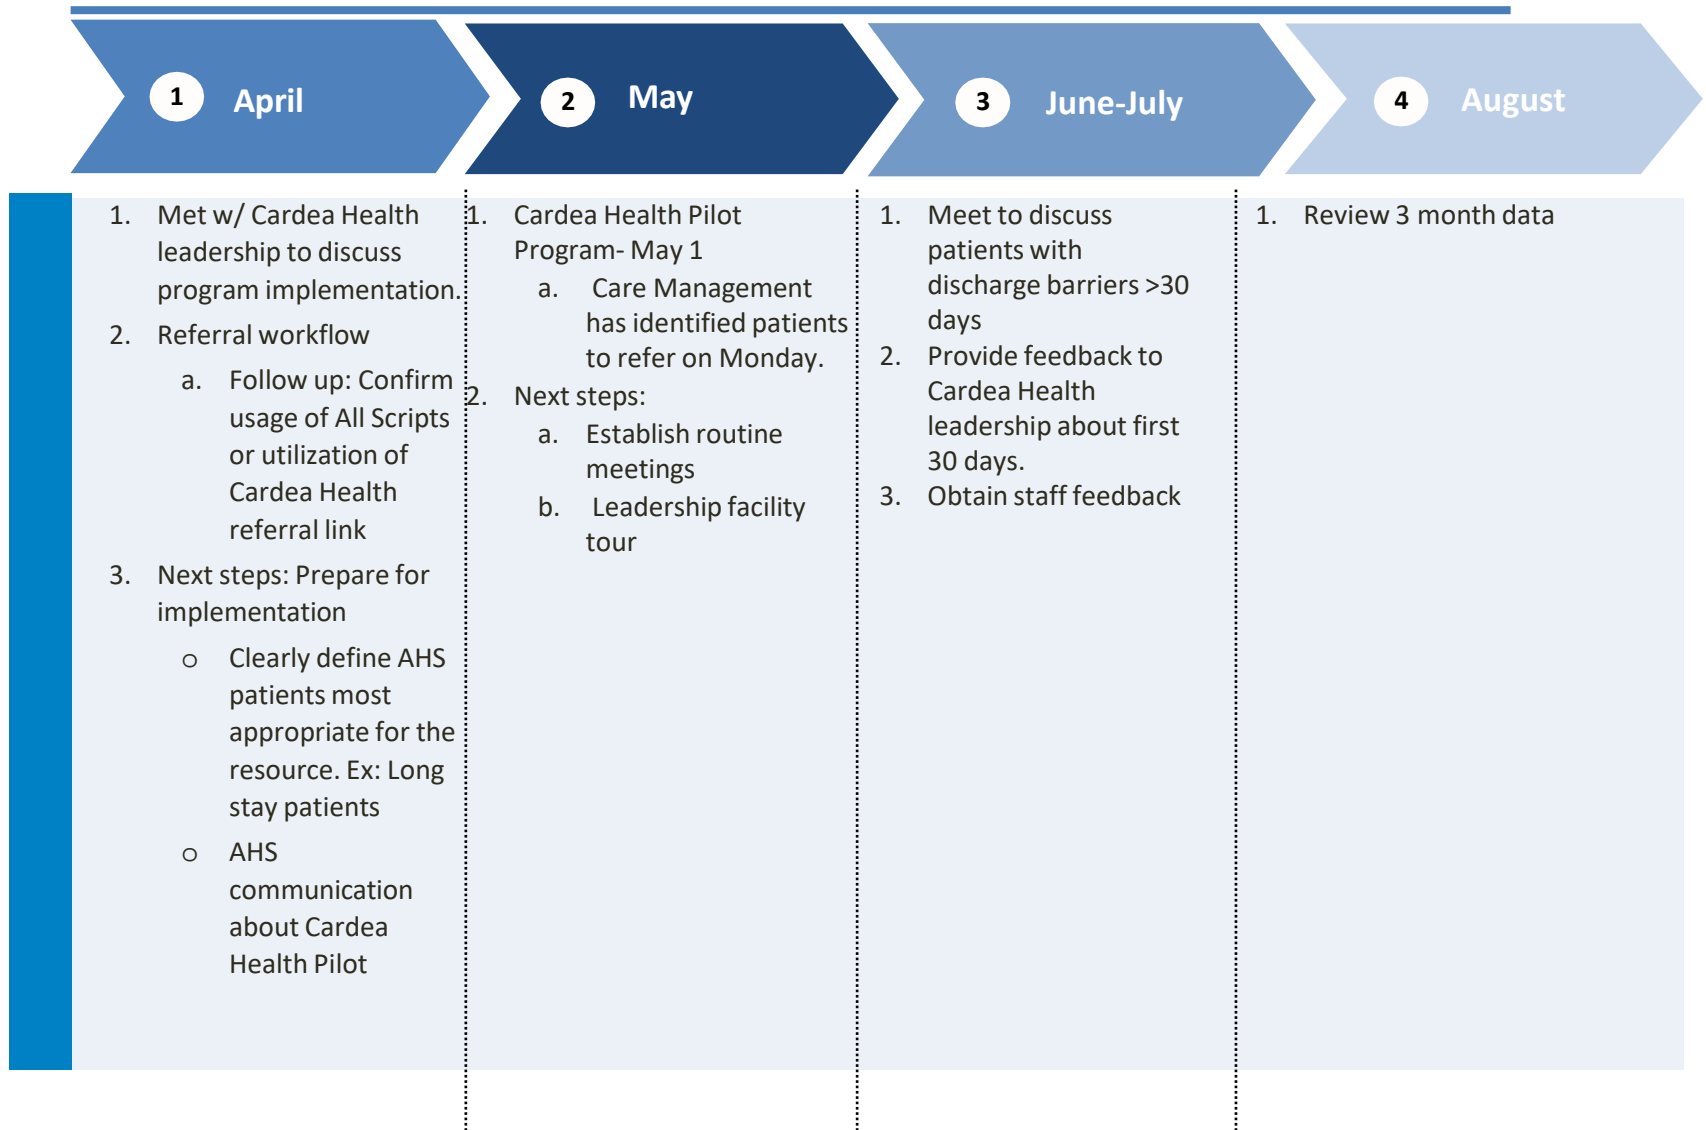 1 April
2 May
3 June-July
4 August
1. Met w/ Cardea Health
leadership to discuss
program implementation.
2. Referral workflow
a. Follow up: Confirm
usage of All Scripts
or utilization of
Cardea Health
referral link
3. Next steps: Prepare for
implementation
o Clearly define AHS
patients most
appropriate for the
resource. Ex: Long
stay patients
o AHS
communication
about Cardea
Health Pilot
1. Cardea Health Pilot
Program- May 1
a. Care Management
has identified patients
to refer on Monday.
2. Next steps:
a. Establish routine
meetings
b. Leadership facility
tour
1. Meet to discuss
patients with
discharge barriers >30
days
2. Provide feedback to
Cardea Health
leadership about first
30 days.
3. Obtain staff feedback
1. Review 3 month data